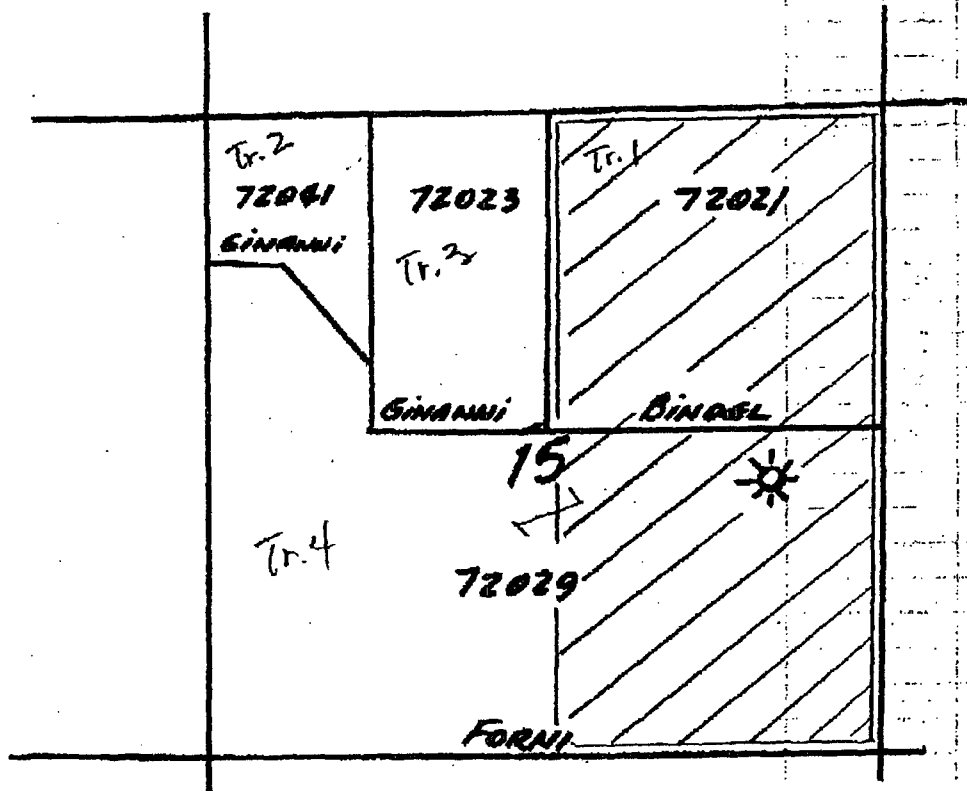 Tr.2
72041
GINANNI
72023
Tr.3
GINANNI
Tr.1
72021
BINGEL
15
Tr.4
72029
FORNI